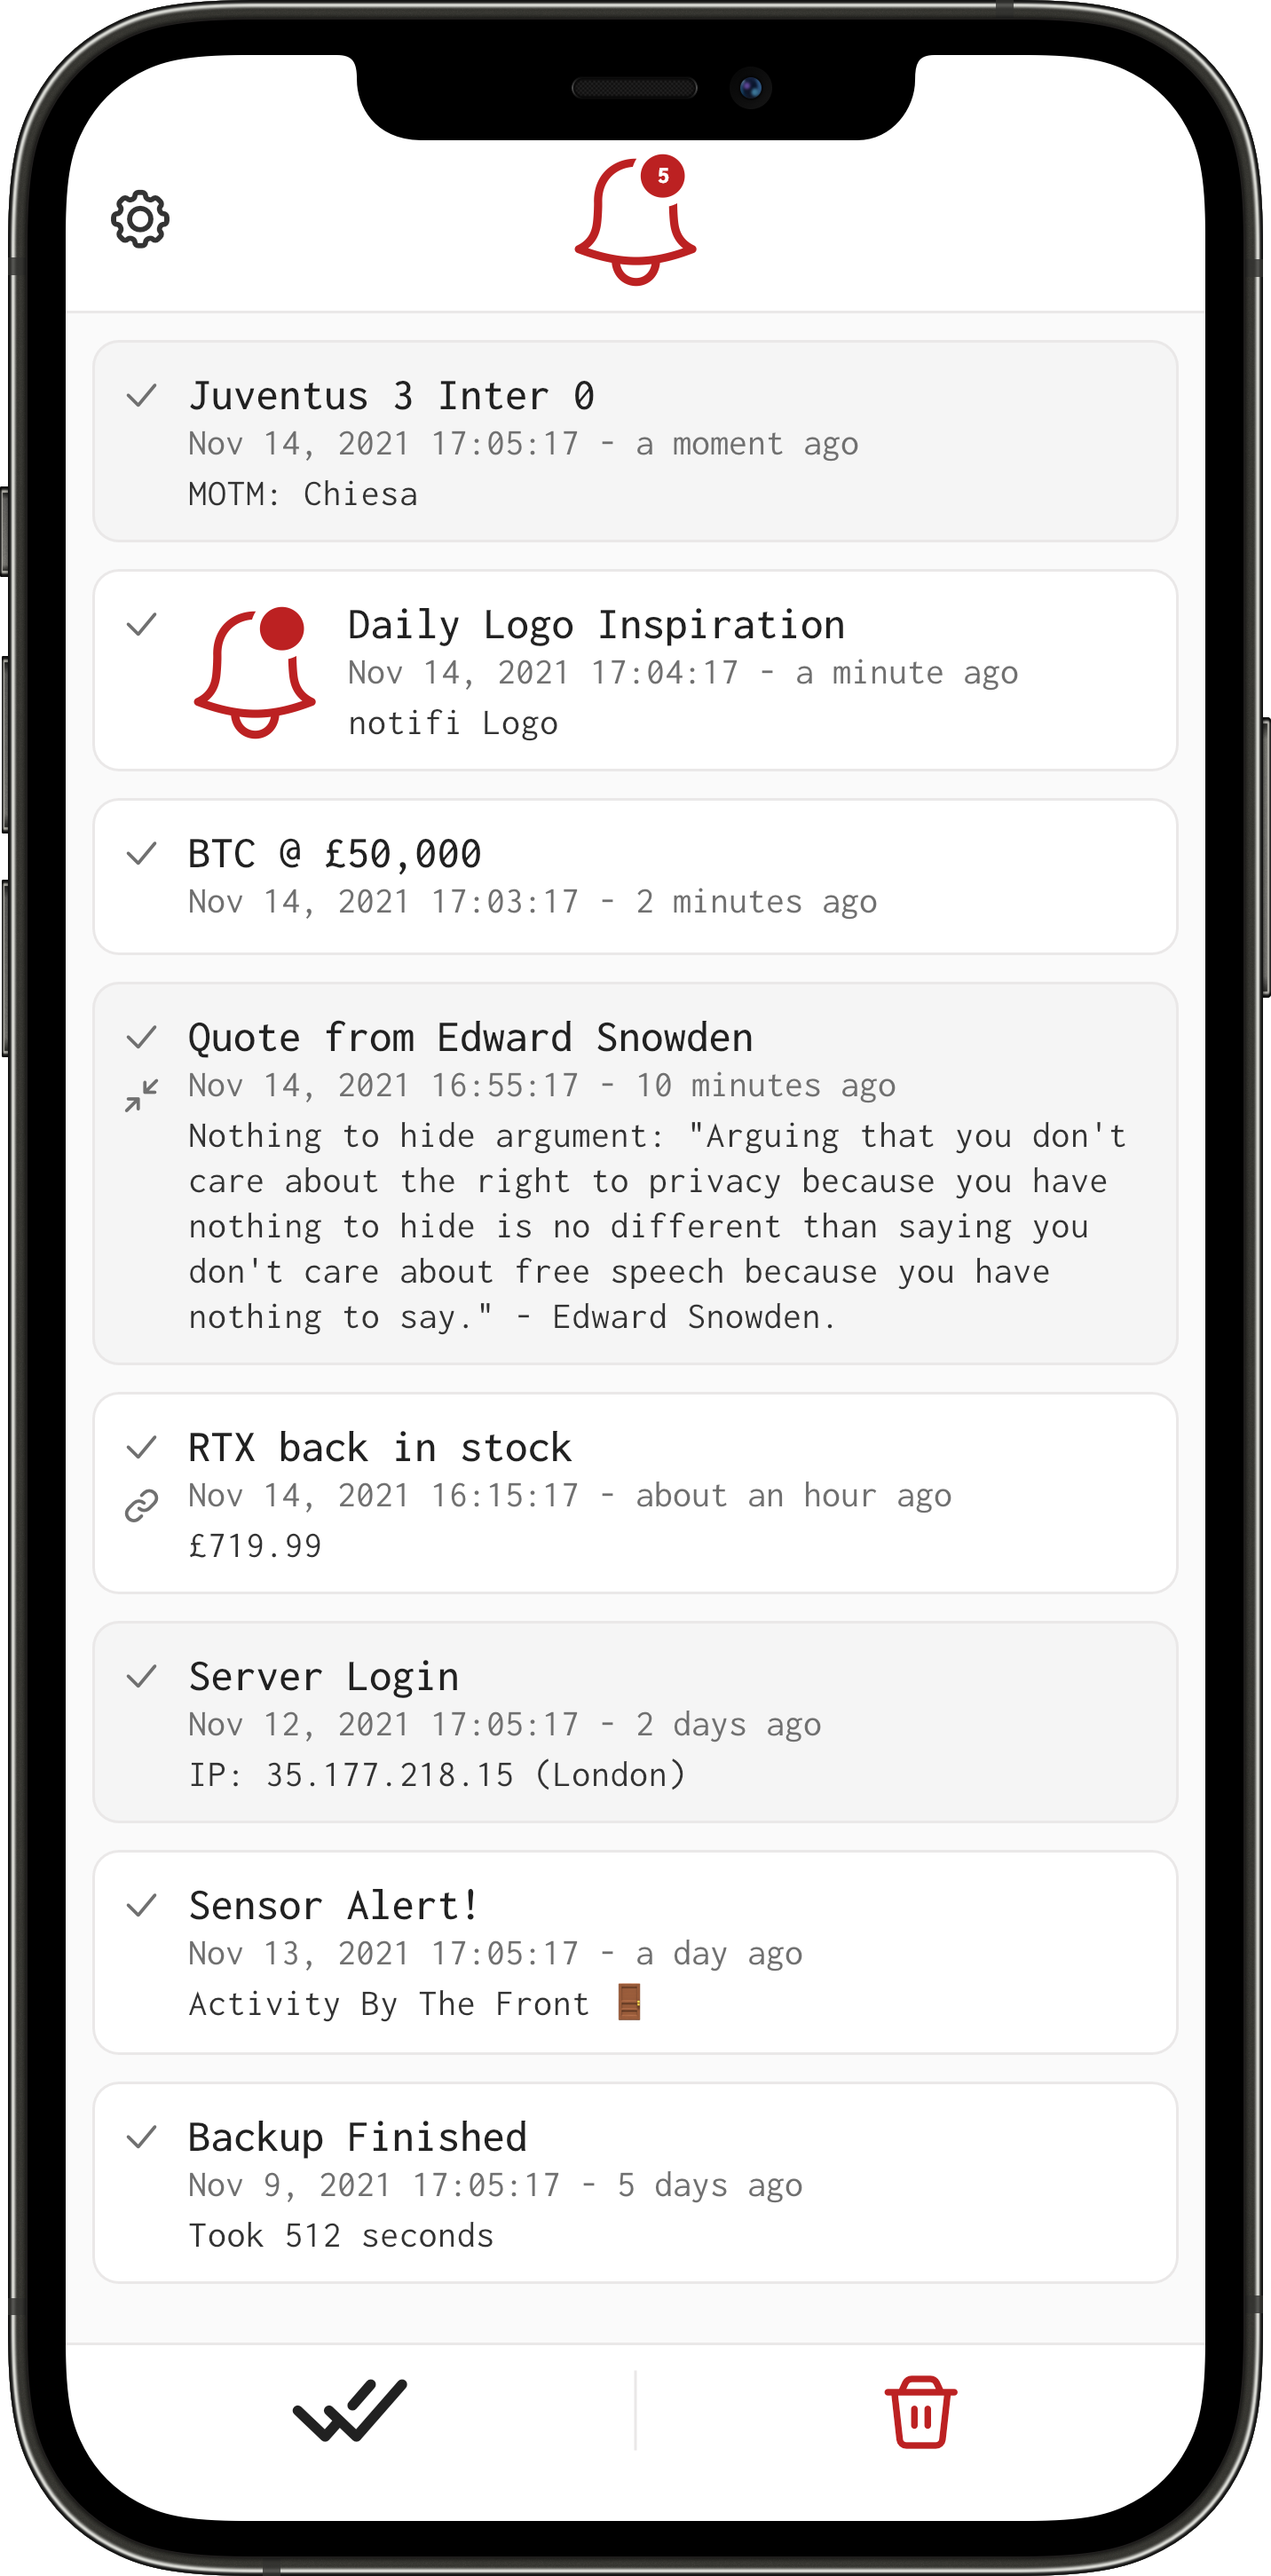 5
Juventus 3 Inter 0
Nov 14, 2021 17:05:17 - a moment ago
MOTM: Chiesa
Daily Logo Inspiration
Nov 14, 2021 17:04:17 - a minute ago
notifi Logo
BTC @ £50,000
Nov 14, 2021 17:03:17 - 2 minutes ago
Quote from Edward Snowden
Nov 14, 2021 16:55:17 - 10 minutes ago
Nothing to hide argument: "Arguing that you don't
care about the right to privacy because you have
nothing to hide is no different than saying you
don't care about free speech because you have
nothing to say." - Edward Snowden.
RTX back in stock
Nov 14, 2021 16:15:17 - about an hour ago
£719.99
Server Login
Nov 12, 2021 17:05:17 - 2 days ago
IP: 35.177.218.15 (London)
Sensor Alert!
Nov 13, 2021 17:05:17 - a day ago
Activity By The Front 🚪
Backup Finished
Nov 9, 2021 17:05:17 - 5 days ago
Took 512 seconds